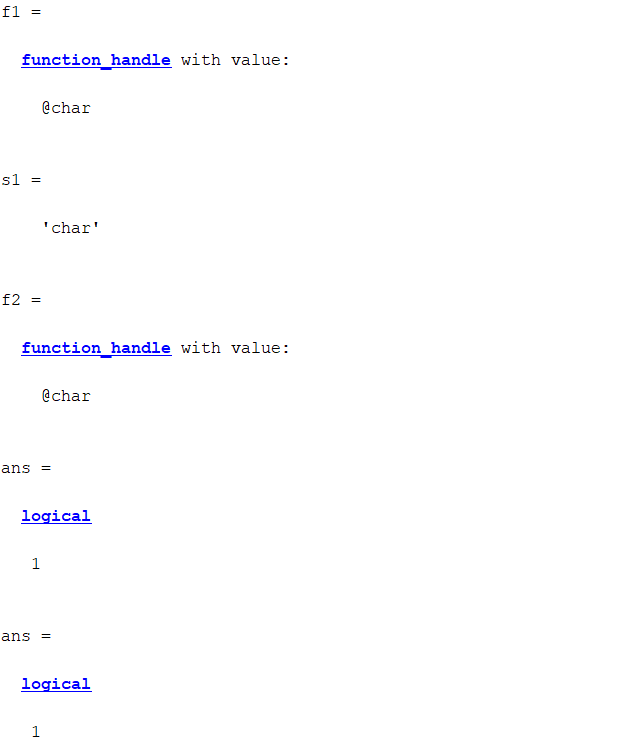 f1 =
function_handle with value:
@char
s1 =
'char'
f2 =
function_handle with value:
@char
ans =
logical
1
ans =
logical
1